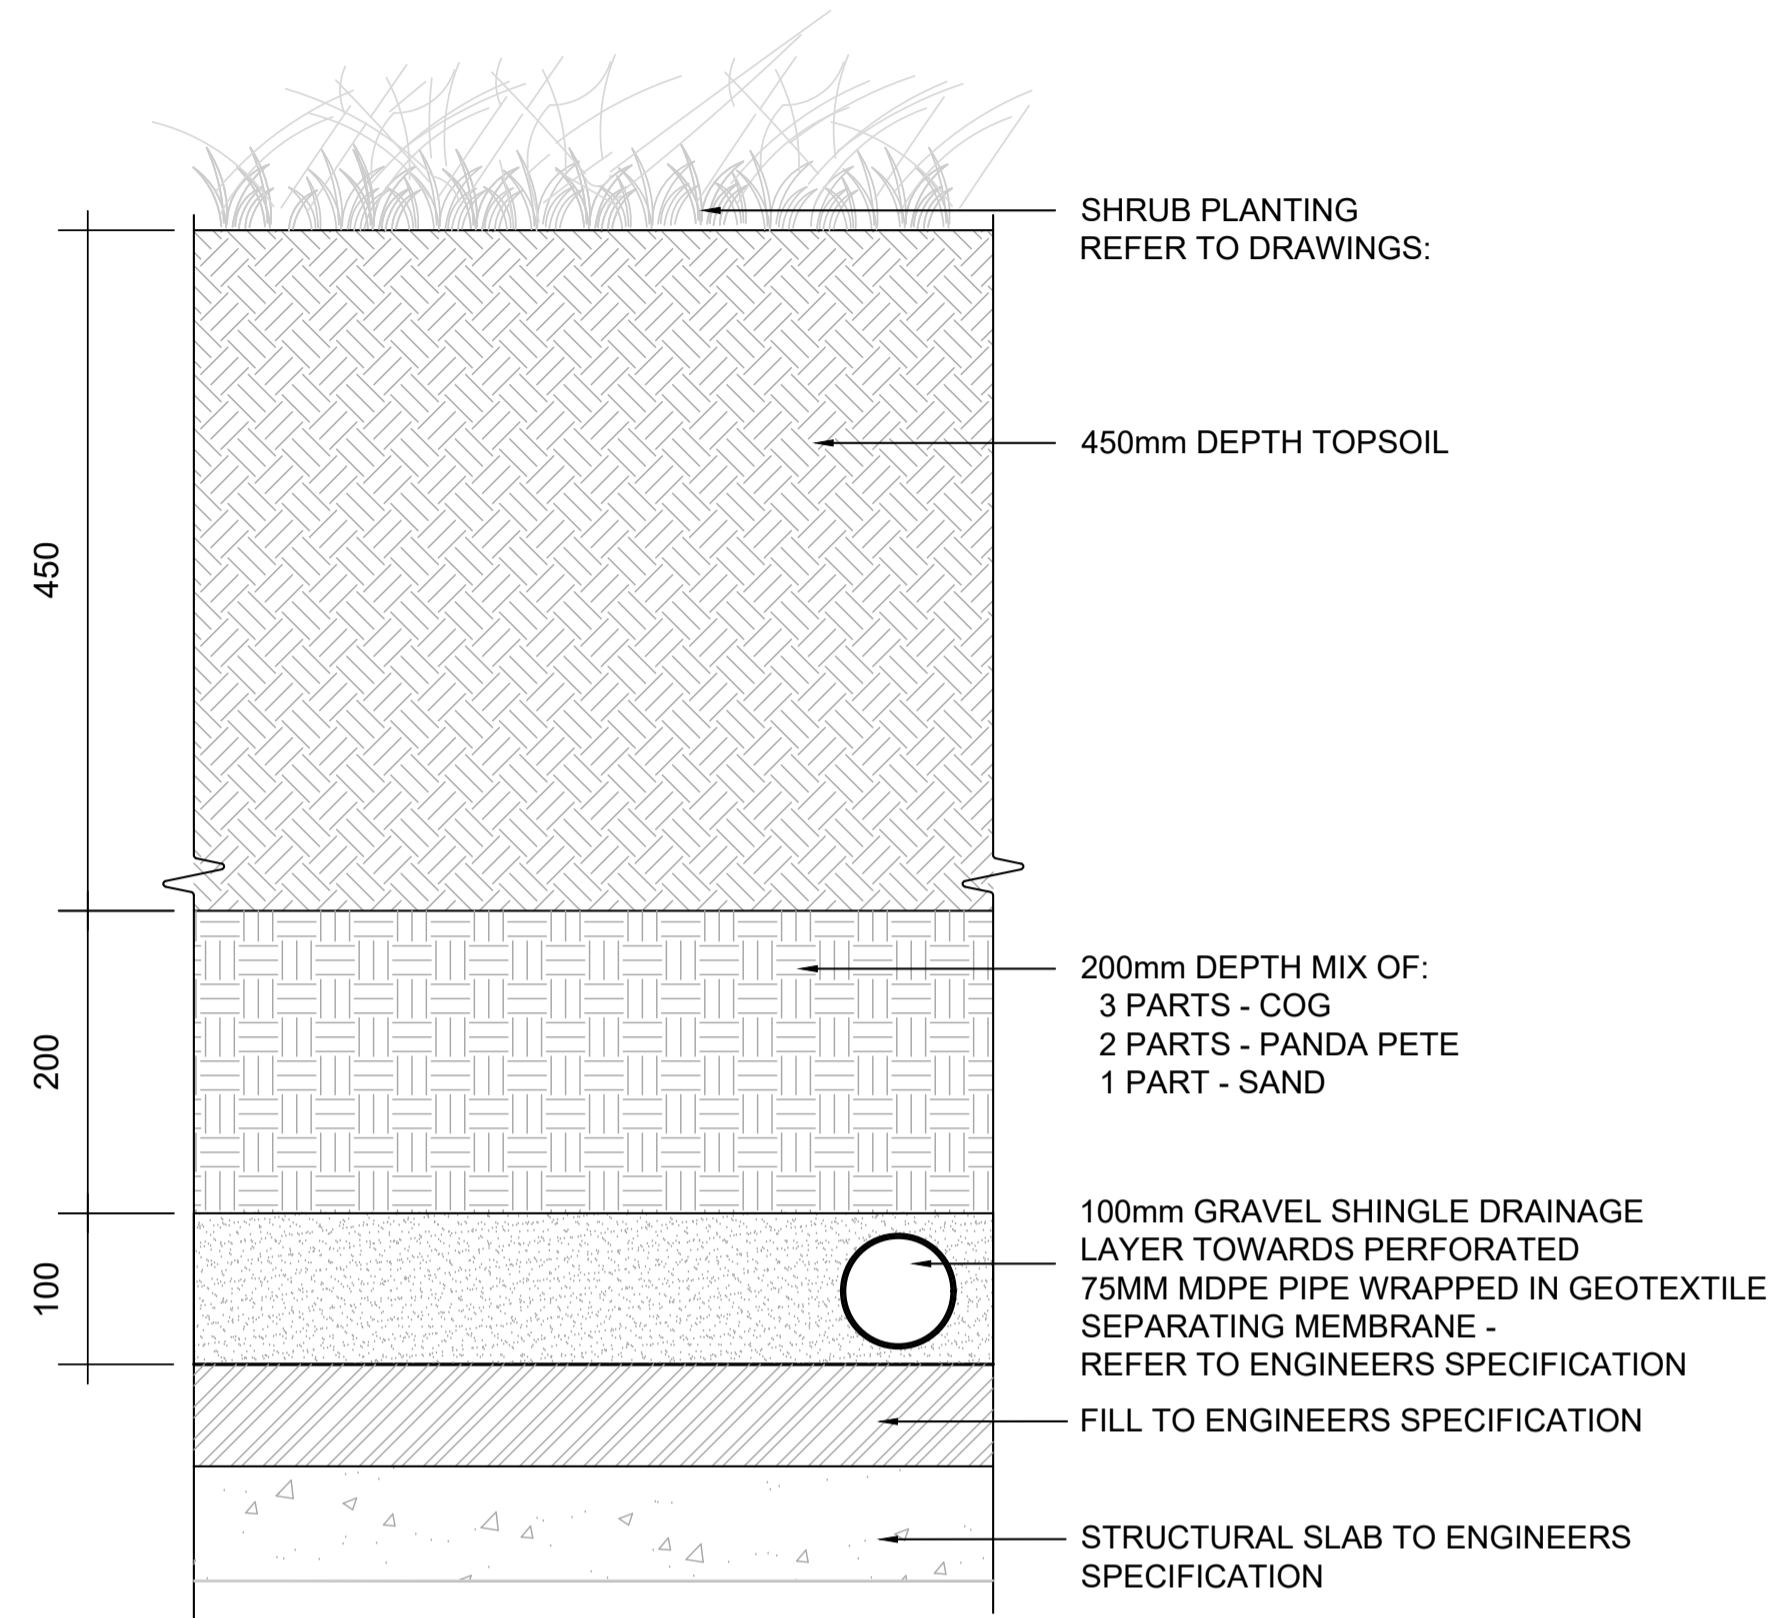 SHRUB PLANTING
REFER TO DRAWINGS:
450mm DEPTH TOPSOIL
450
200mm DEPTH MIX OF:
3 PARTS - COG
2 PARTS - PANDA PETE
1 PART - SAND
200
100mm GRAVEL SHINGLE DRAINAGE
LAYER TOWARDS PERFORATED
75MM MDPE PIPE WRAPPED IN GEOTEXTILE
SEPARATING MEMBRANE -
REFER TO ENGINEERS SPECIFICATION
100
FILL TO ENGINEERS SPECIFICATION
STRUCTURAL SLAB TO ENGINEERS
SPECIFICATION